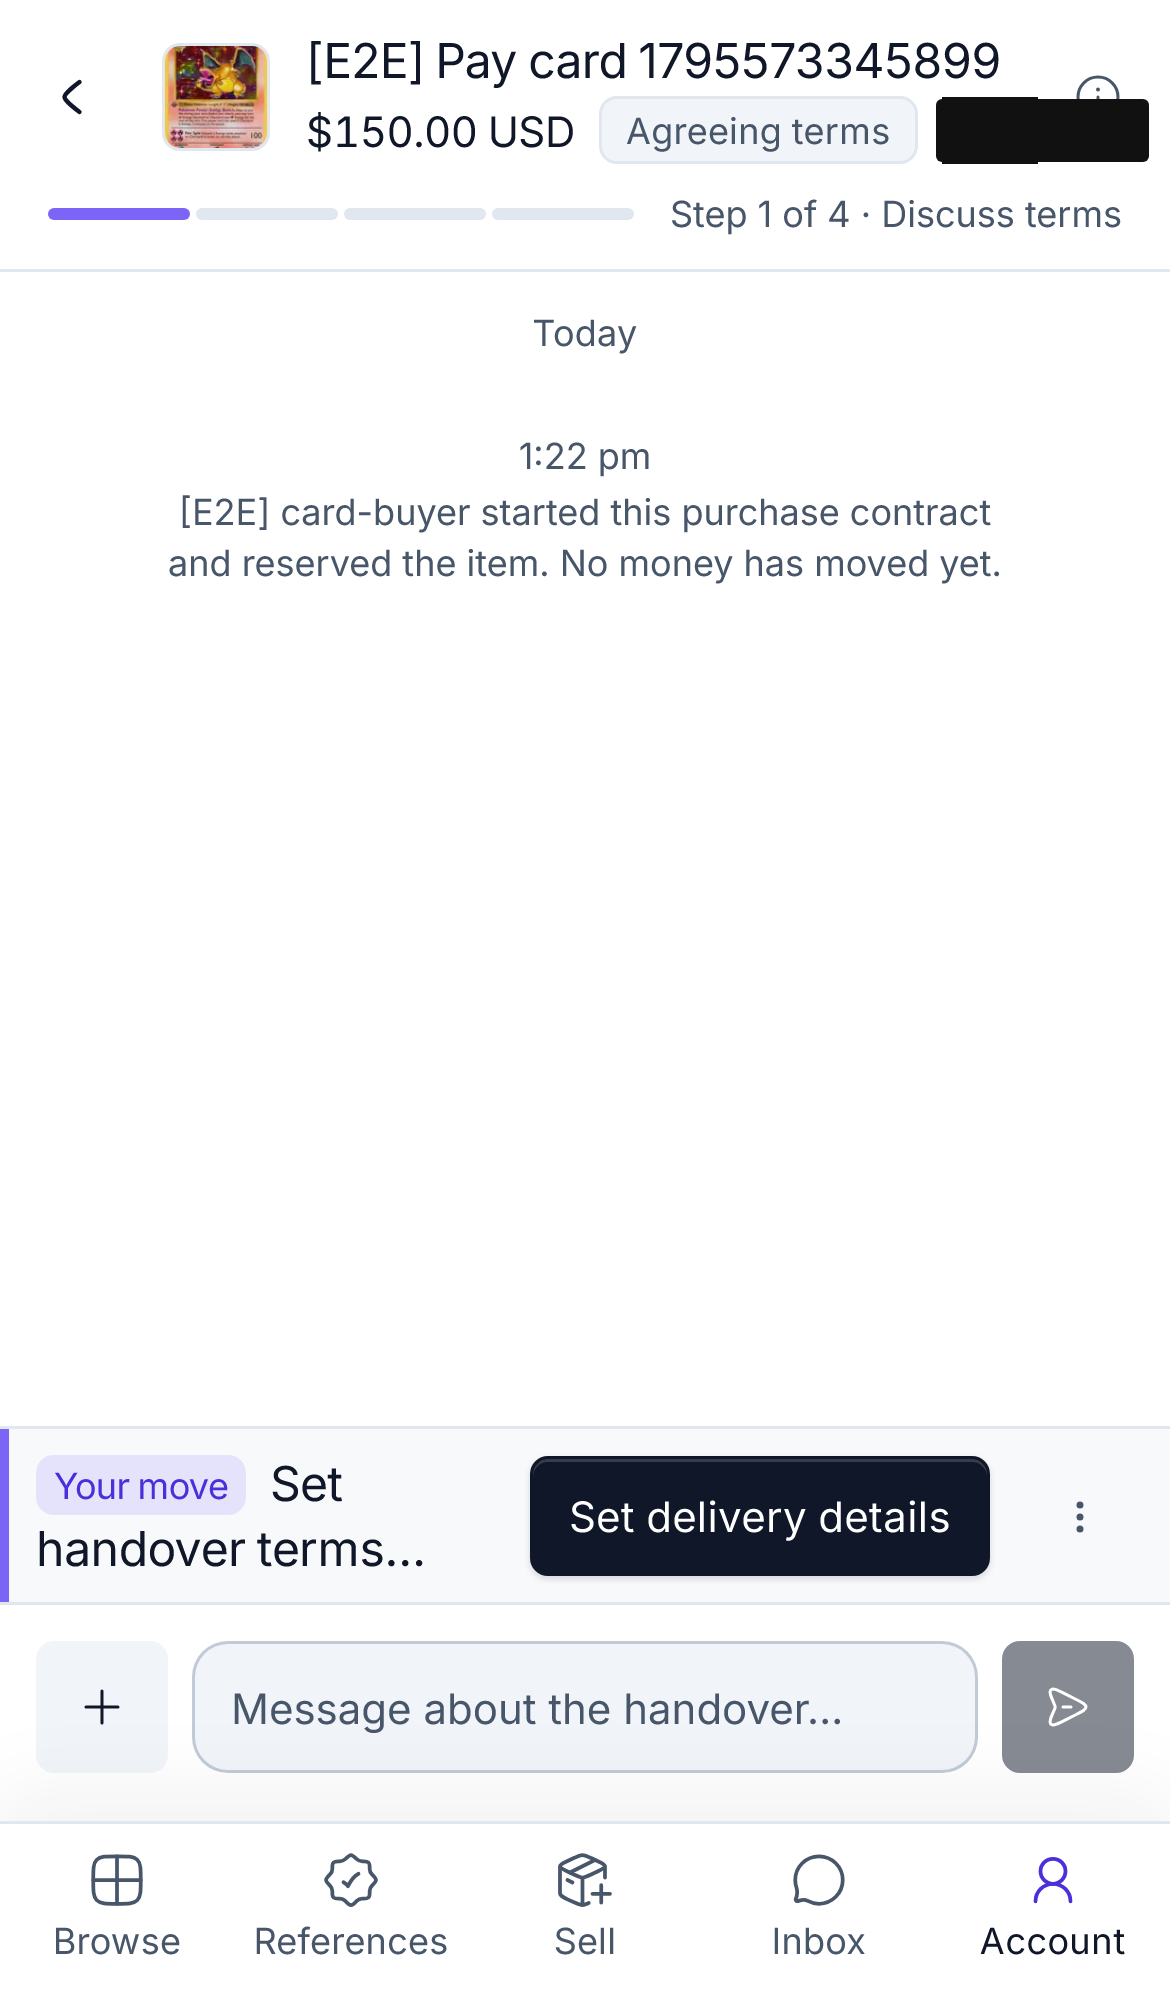 [E2E] Pay card 1795573345899
$150.00 USD
Agreeing terms
Step 1 of 4 · Discuss terms
Today
1:22 pm
[E2E] card-buyer started this purchase contract
and reserved the item. No money has moved yet.
Your move Set
handover terms...
Set delivery details
Message about the handover...
Browse
References
Sell
Inbox
Account